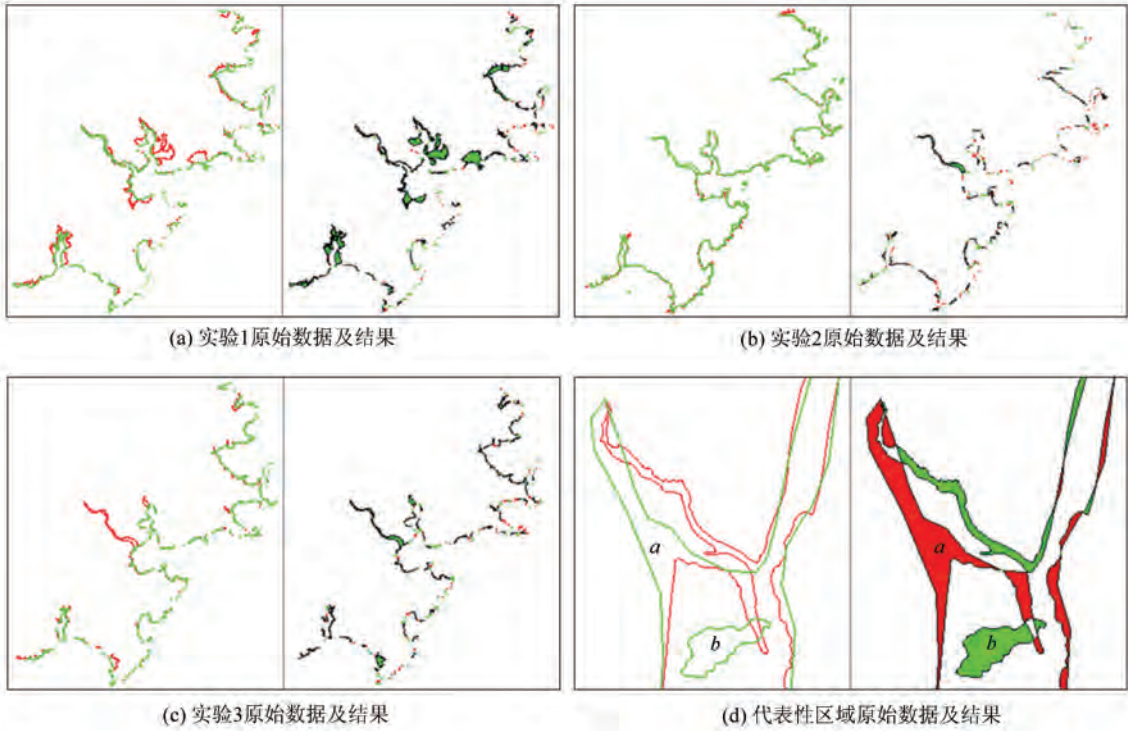 (a) 实验1原始数据及结果
(b) 实验2原始数据及结果
a
b
a
b
(c) 实验3原始数据及结果
(d) 代表性区域原始数据及结果